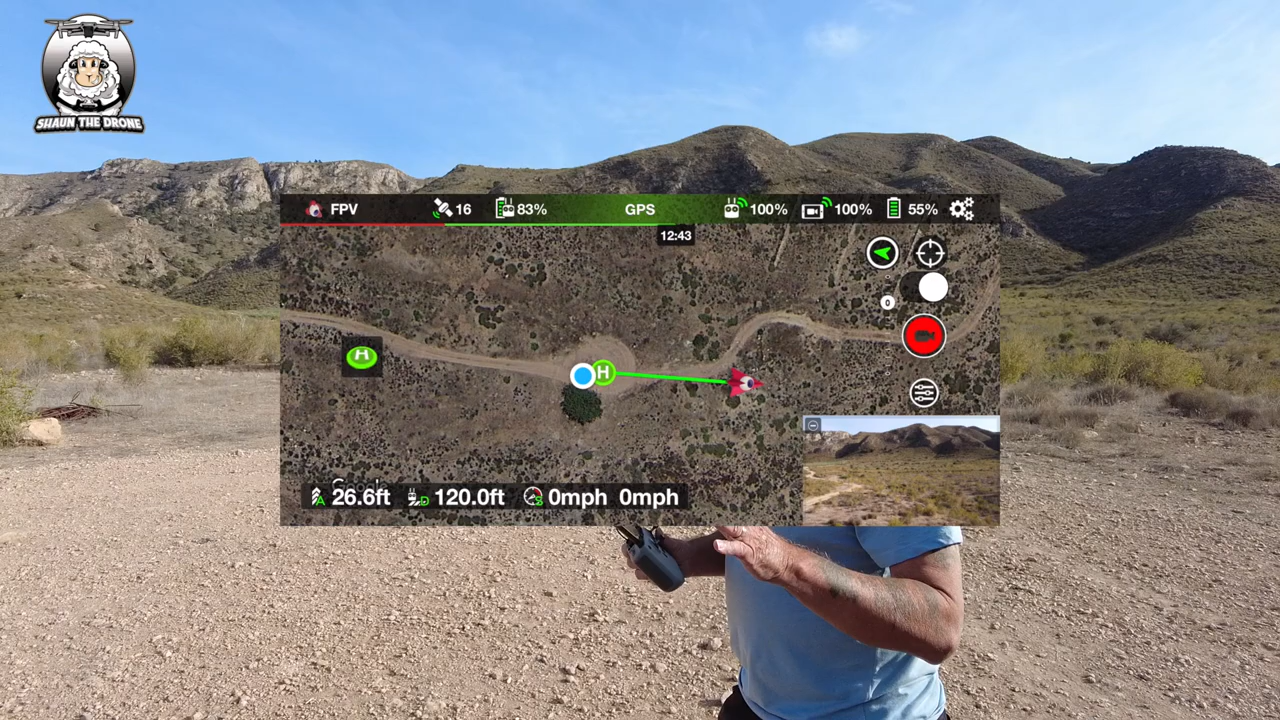 SHAUN THE DRONE
FPV 16 83% GPS 100% 100% 55%
12:43
0
H
H
Google
A 26.6ft D 120.0ft S 0mph 0mph